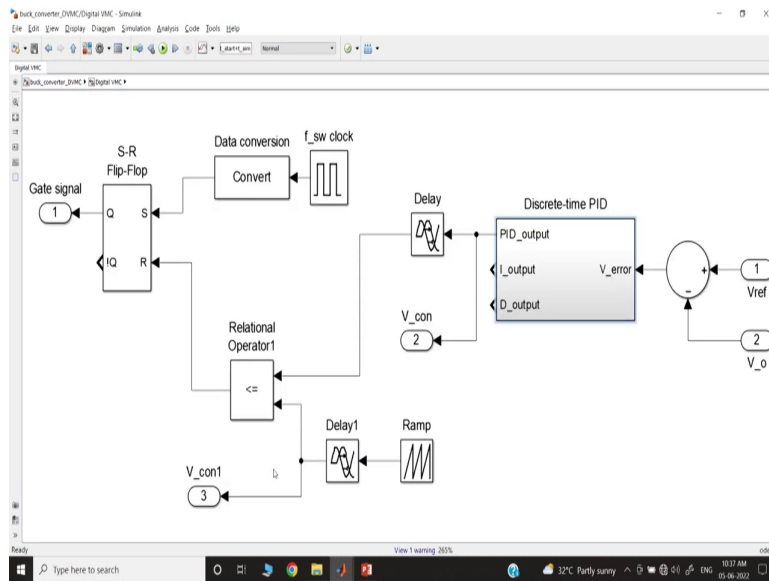 buck_converter_DVMC/Digital VMC - Simulink
File Edit View Display Diagram Simulation Analysis Code Tools Help
Normal
Digital VMC
buck_converter_DVMC Digital VMC
Data conversion f_sw clock
S-R
Flip-Flop
Convert
Gate signal
Delay
Discrete-time PID
1
Q S
PID_output
!Q R
I_output V_error
+
1
Vref
D_output
−
V_con
2
Relational
Operator1
2
V_o
<=
Delay1 Ramp
V_con1
3
Ready View 1 warning 265% ode
Type here to search 32°C Partly sunny ENG 10:37 AM
05-06-2022